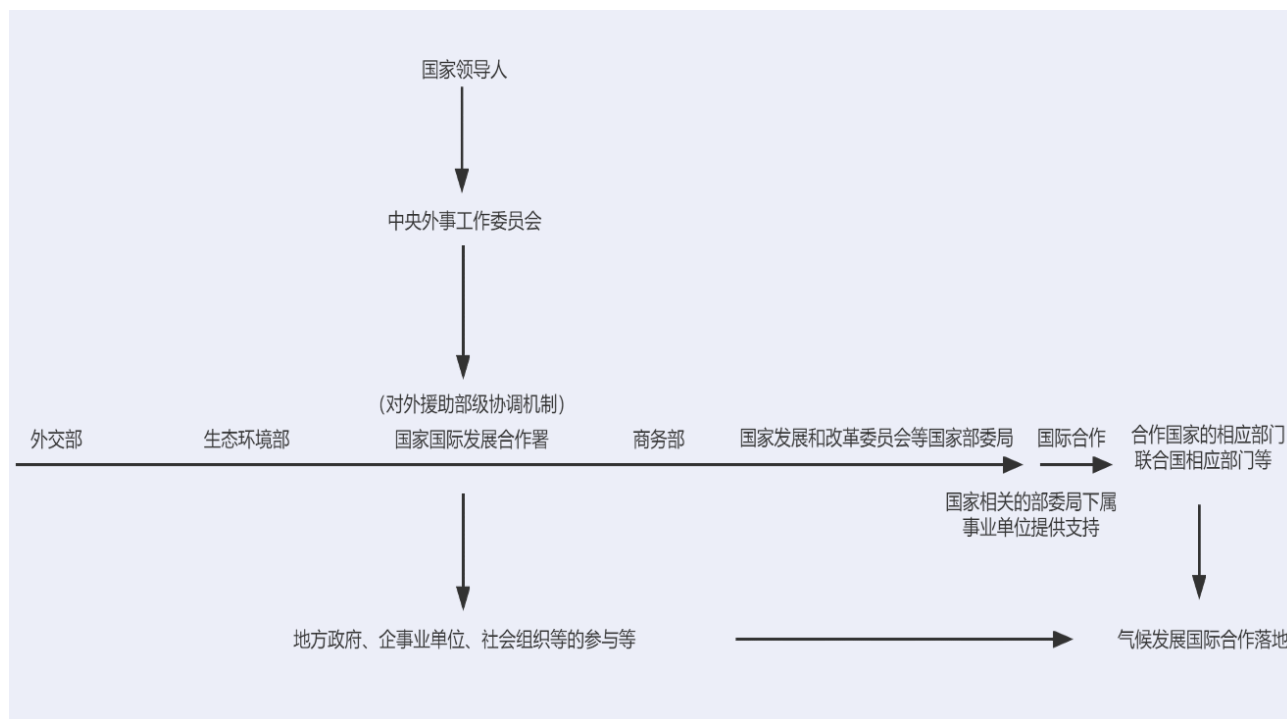 国家领导人
中央外事工作委员会
(对外援助部级协调机制)
外交部 生态环境部 国家国际发展合作署 商务部 国家发展和改革委员会等国家部委局 国际合作 合作国家的相应部门
联合国相应部门等
国家相关的部委局下属
事业单位提供支持
地方政府、企事业单位、社会组织等的参与等 气候发展国际合作落地